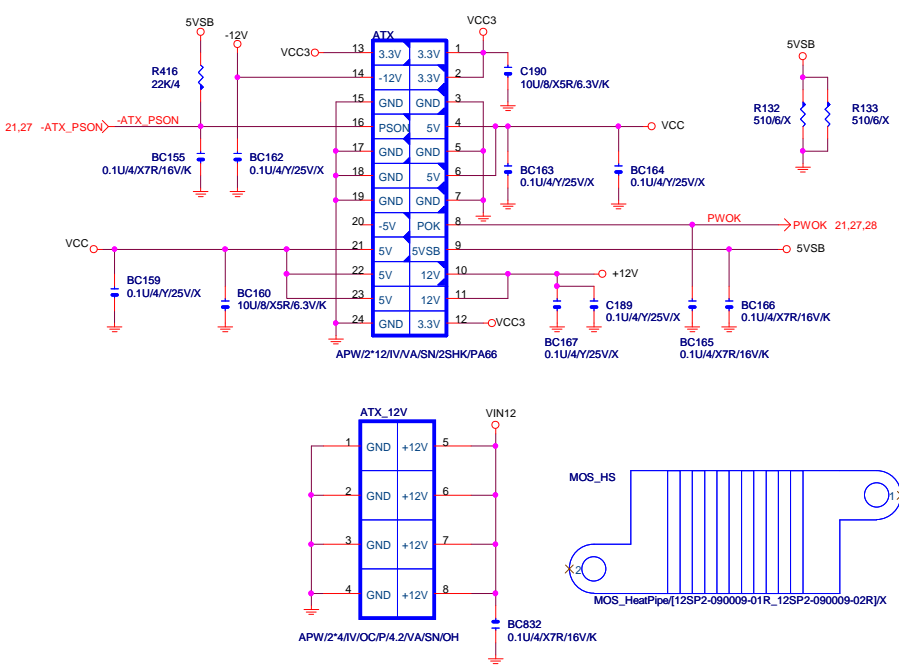 5VSB
-12V
R416
22K/4
21,27 -ATX_PSON
-ATX_PSON
BC155
0.1U/4/X7R/16V/K
BC162
0.1U/4/Y/25V/X
VCC3
ATX
VCC3
13 3.3V 3.3V 1
14 -12V 3.3V 2
15 GND GND 3
16 PSON 5V 4
17 GND GND 5
18 GND 5V 6
19 GND GND 7
20 -5V POK 8
21 5V 5VSB 9
22 5V 12V 10
23 5V 12V 11
24 GND 3.3V 12
APW/2*12/IV/VA/SN/2SHK/PA66
C190
10U/8/X5R/6.3V/K
VCC
BC163
0.1U/4/Y/25V/X
BC164
0.1U/4/Y/25V/X
5VSB
R132
510/6/X
R133
510/6/X
PWOK
PWOK 21,27,28
5VSB
+12V
VCC3
VCC
BC159
0.1U/4/Y/25V/X
BC160
10U/8/X5R/6.3V/K
BC167
0.1U/4/Y/25V/X
C189
0.1U/4/Y/25V/X
BC165
0.1U/4/X7R/16V/K
BC166
0.1U/4/X7R/16V/K
ATX_12V
VIN12
1 GND +12V 5
2 GND +12V 6
3 GND +12V 7
4 GND +12V 8
APW/2*4/IV/OC/P/4.2/VA/SN/OH
BC832
0.1U/4/X7R/16V/K
MOS_HS
1
2
MOS_HeatPipe/[12SP2-090009-01R_12SP2-090009-02R]/X